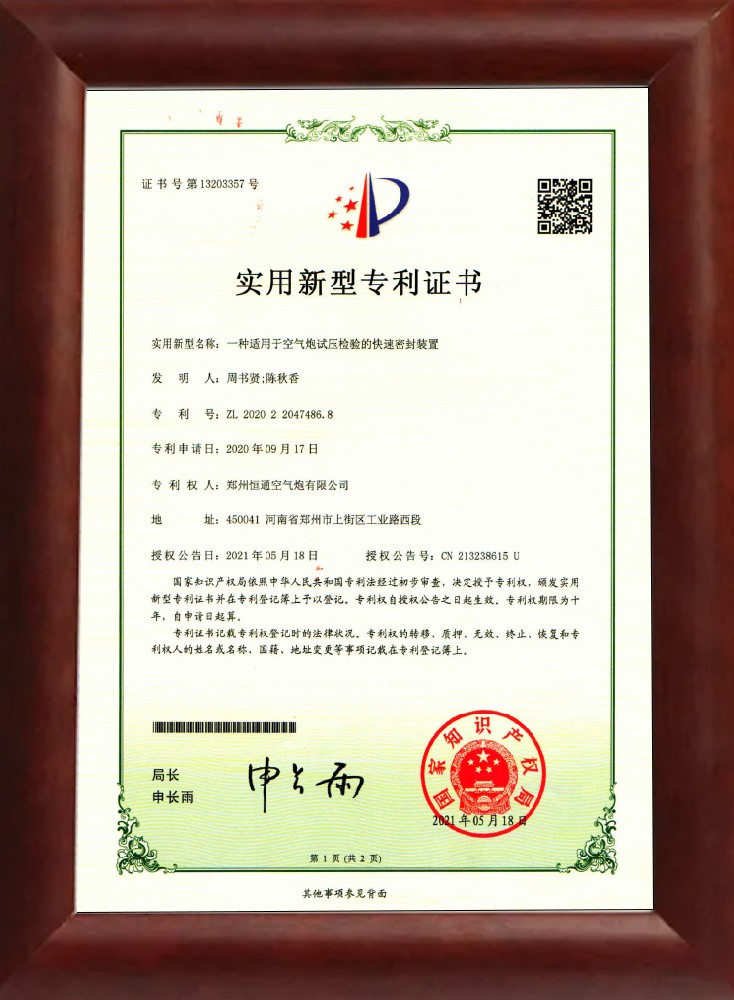 证书号第13203357号
实用新型专利证书
实用新型名称：一种适用于空气炮试压检验的快速密封装置
发明人：周书贤;陈秋香
专利号：ZL 2020 2 2047486.8
专利申请日：2020年09月17日
专利权人：郑州恒通空气炮有限公司
地址：450041 河南省郑州市上街区工业路西段
授权公告日：2021年05月18日 授权公告号：CN 213238615 U
国家知识产权局依照中华人民共和国专利法经过初步审查，决定授予专利权，颁发实用
新型专利证书并在专利登记簿上予以登记。专利权自授权公告之日起生效。专利权期限为十
年，自申请日起算。
专利证书记载专利权登记时的法律状况。专利权的转移、质押、无效、终止、恢复和专
利权人的姓名或名称、国籍、地址变更等事项记载在专利登记簿上。
局长
申长雨
申长雨
国家知识产权局
2021年05月18日
第1页(共2页)
其他事项参见背面